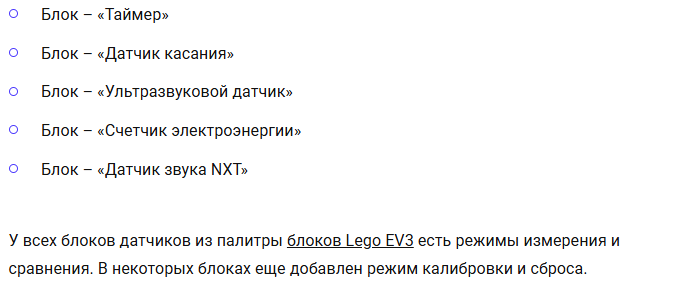 Блок – «Таймер»
Блок – «Датчик касания»
Блок – «Ультразвуковой датчик»
Блок – «Счетчик электроэнергии»
Блок – «Датчик звука NXT»
У всех блоков датчиков из палитры блоков Lego EV3 есть режимы измерения и
сравнения. В некоторых блоках еще добавлен режим калибровки и сброса.